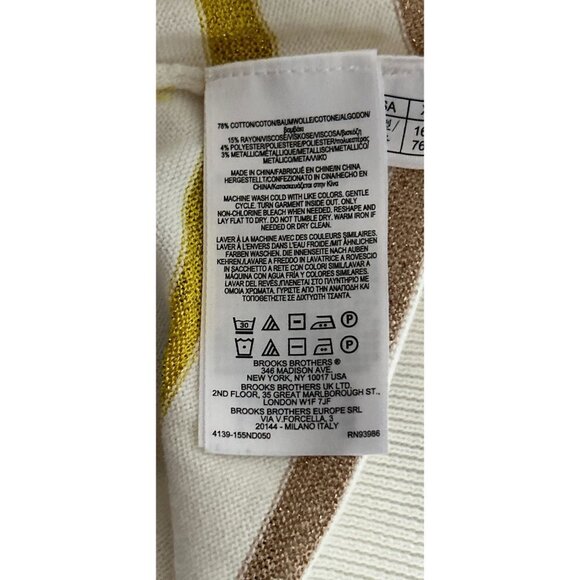 78% COTTON/COTON/BAUMWOLLE/COTONE/ALGODON/
βαμβάκι
15% RAYON/VISCOSE/VISKOSE/VISCOSA/βισκόζη
4% POLYESTER/POLIESTERE/πολυεστέρας
3% METALLIC/MÉTALLIQUE/METALLISCH/METALLIC/
METÁLICO/ΜΕΤΑΛΛΙΚΟ
MADE IN CHINA/FABRIQUÉ EN CHINE/IN CHINA
HERGESTELLT/CONFEZIONATO IN CINA/HECHO EN
CHINA/Κατασκευάζεται στην Κίνα
MACHINE WASH COLD WITH LIKE COLORS. GENTLE
CYCLE. TURN GARMENT INSIDE OUT. ONLY
NON-CHLORINE BLEACH WHEN NEEDED. RESHAPE AND
LAY FLAT TO DRY. DO NOT TUMBLE DRY. WARM IRON IF
NEEDED OR DRY CLEAN.
LAVER À LA MACHINE AVEC DES COULEURS SIMILAIRES.
LAVER À L'ENVERS DANS L'EAU FROIDE./MIT ÄHNLICHEN
FARBEN WASCHEN. DIE INNENSEITE NACH AUßEN
KEHREN./LAVARE A FREDDO IN LAVATRICE A ROVESCIO
IN SACCHETTO A RETE CON COLORI SIMILI./LAVAR A
MÁQUINA CON AGUA FRÍA Y COLORES SIMILARES.
LAVAR DEL REVÉS./ΠΛΕΝΕΤΑΙ ΣΤΟ ΠΛΥΝΤΗΡΙΟ ΜΕ
ΟΜΟΙΑ ΧΡΩΜΑΤΑ, ΓΥΡΙΣΤΕ ΑΠΟ ΤΗΝ ΑΝΑΠΟΔΗ ΚΑΙ
ΤΟΠΟΘΕΤΗΣΤΕ ΣΕ ΔΙΧΤΥΩΤΗ ΤΣΑΝΤΑ.
30 P
P
BROOKS BROTHERS ®
346 MADISON AVE.
NEW YORK, NY 10017 USA
BROOKS BROTHERS UK LTD.
2ND FLOOR, 35 GREAT MARLBOROUGH ST.,
LONDON W1F 7JF
BROOKS BROTHERS EUROPE SRL
VIA V.FORCELLA, 3
20144 - MILANO ITALY
4139-155ND050 RN93986